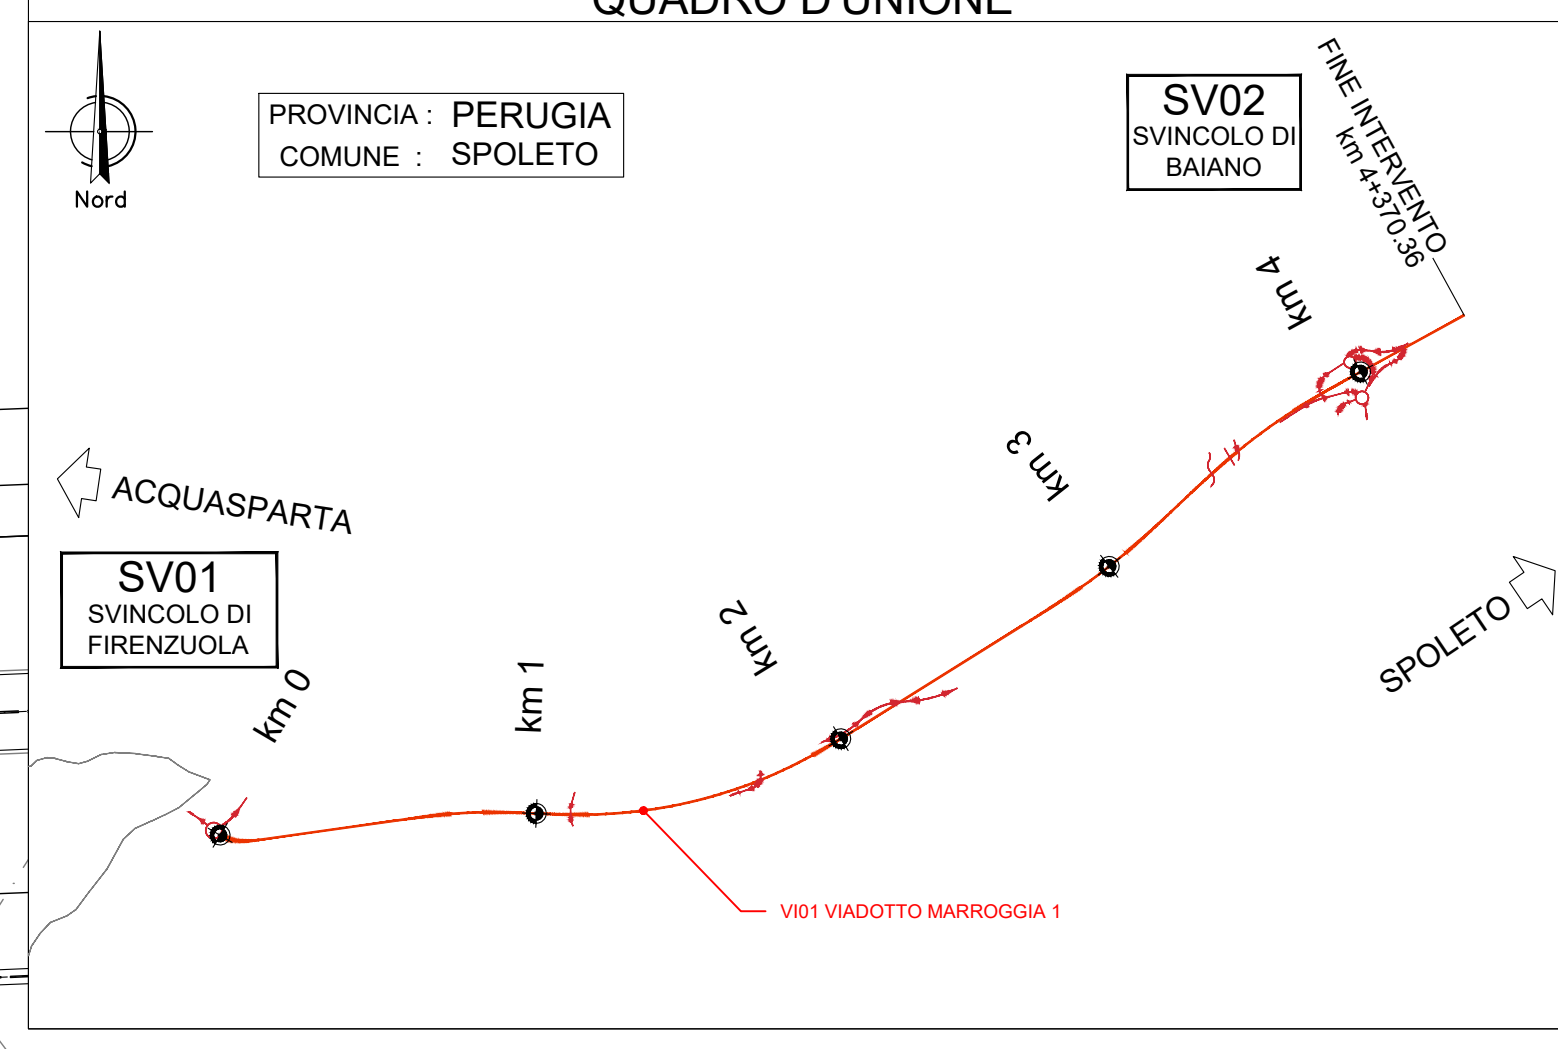 QUADRO D'UNIONE
Nord
PROVINCIA : PERUGIA
COMUNE : SPOLETO
SV02
SVINCOLO DI
BAIANO
FINE INTERVENTO
km 4+370.36
km 4
km 3
ACQUASPARTA
SV01
SVINCOLO DI
FIRENZUOLA
SPOLETO
km 2
km 1
km 0
VI01 VIADOTTO MARROGGIA 1